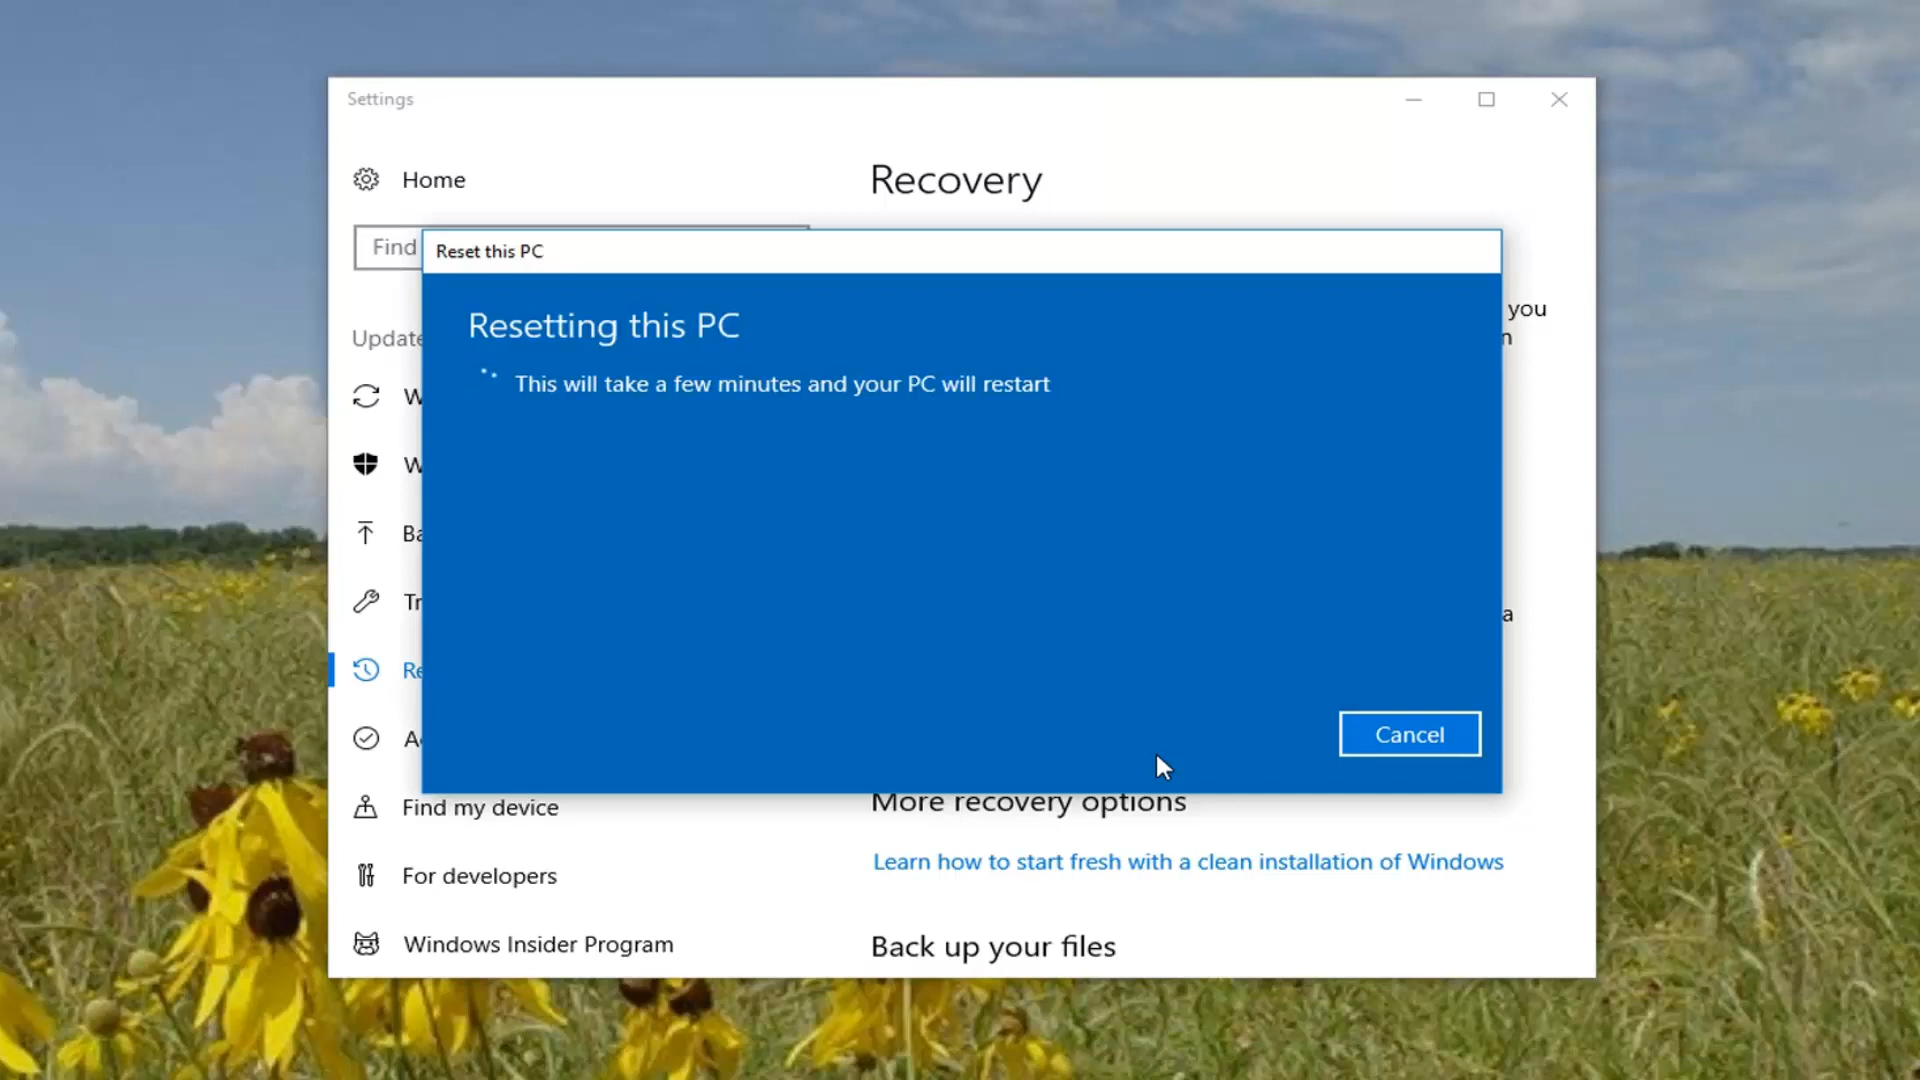 Settings
Home
Recovery
Find
Reset this PC
Resetting this PC
This will take a few minutes and your PC will restart
you
Update
Cancel
More recovery options
Find my device
Learn how to start fresh with a clean installation of Windows
For developers
Windows Insider Program
Back up your files